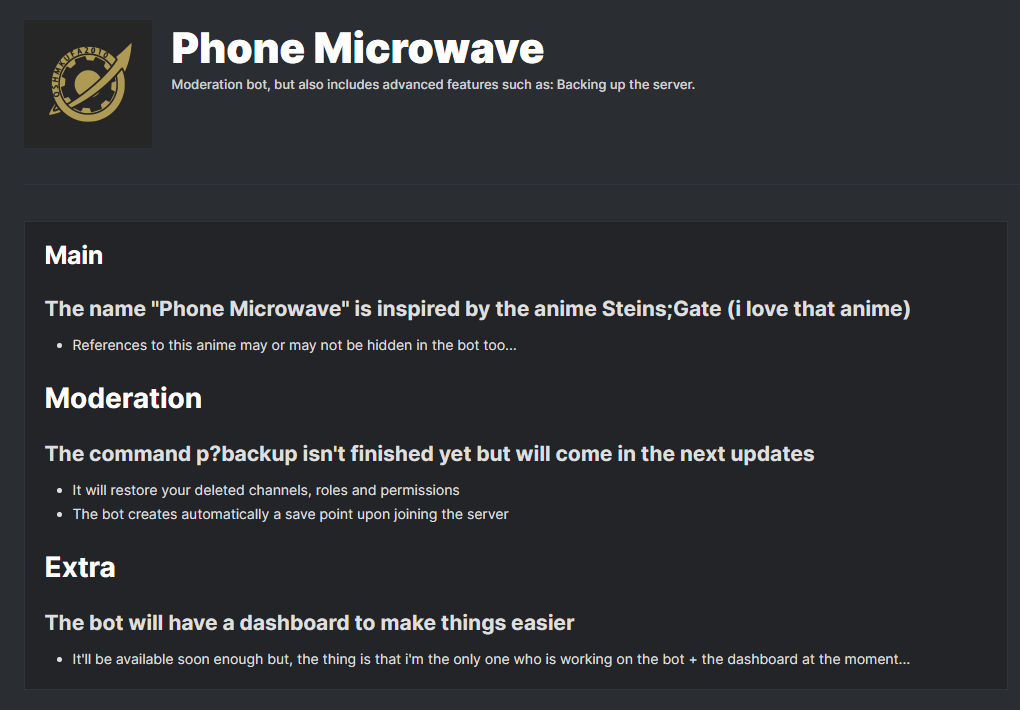 OSHMKUFA2010
Phone Microwave
Moderation bot, but also includes advanced features such as: Backing up the server.
Main
The name "Phone Microwave" is inspired by the anime Steins;Gate (i love that anime)
References to this anime may or may not be hidden in the bot too...
Moderation
The command p?backup isn't finished yet but will come in the next updates
It will restore your deleted channels, roles and permissions
The bot creates automatically a save point upon joining the server
Extra
The bot will have a dashboard to make things easier
It'll be available soon enough but, the thing is that i'm the only one who is working on the bot + the dashboard at the moment...